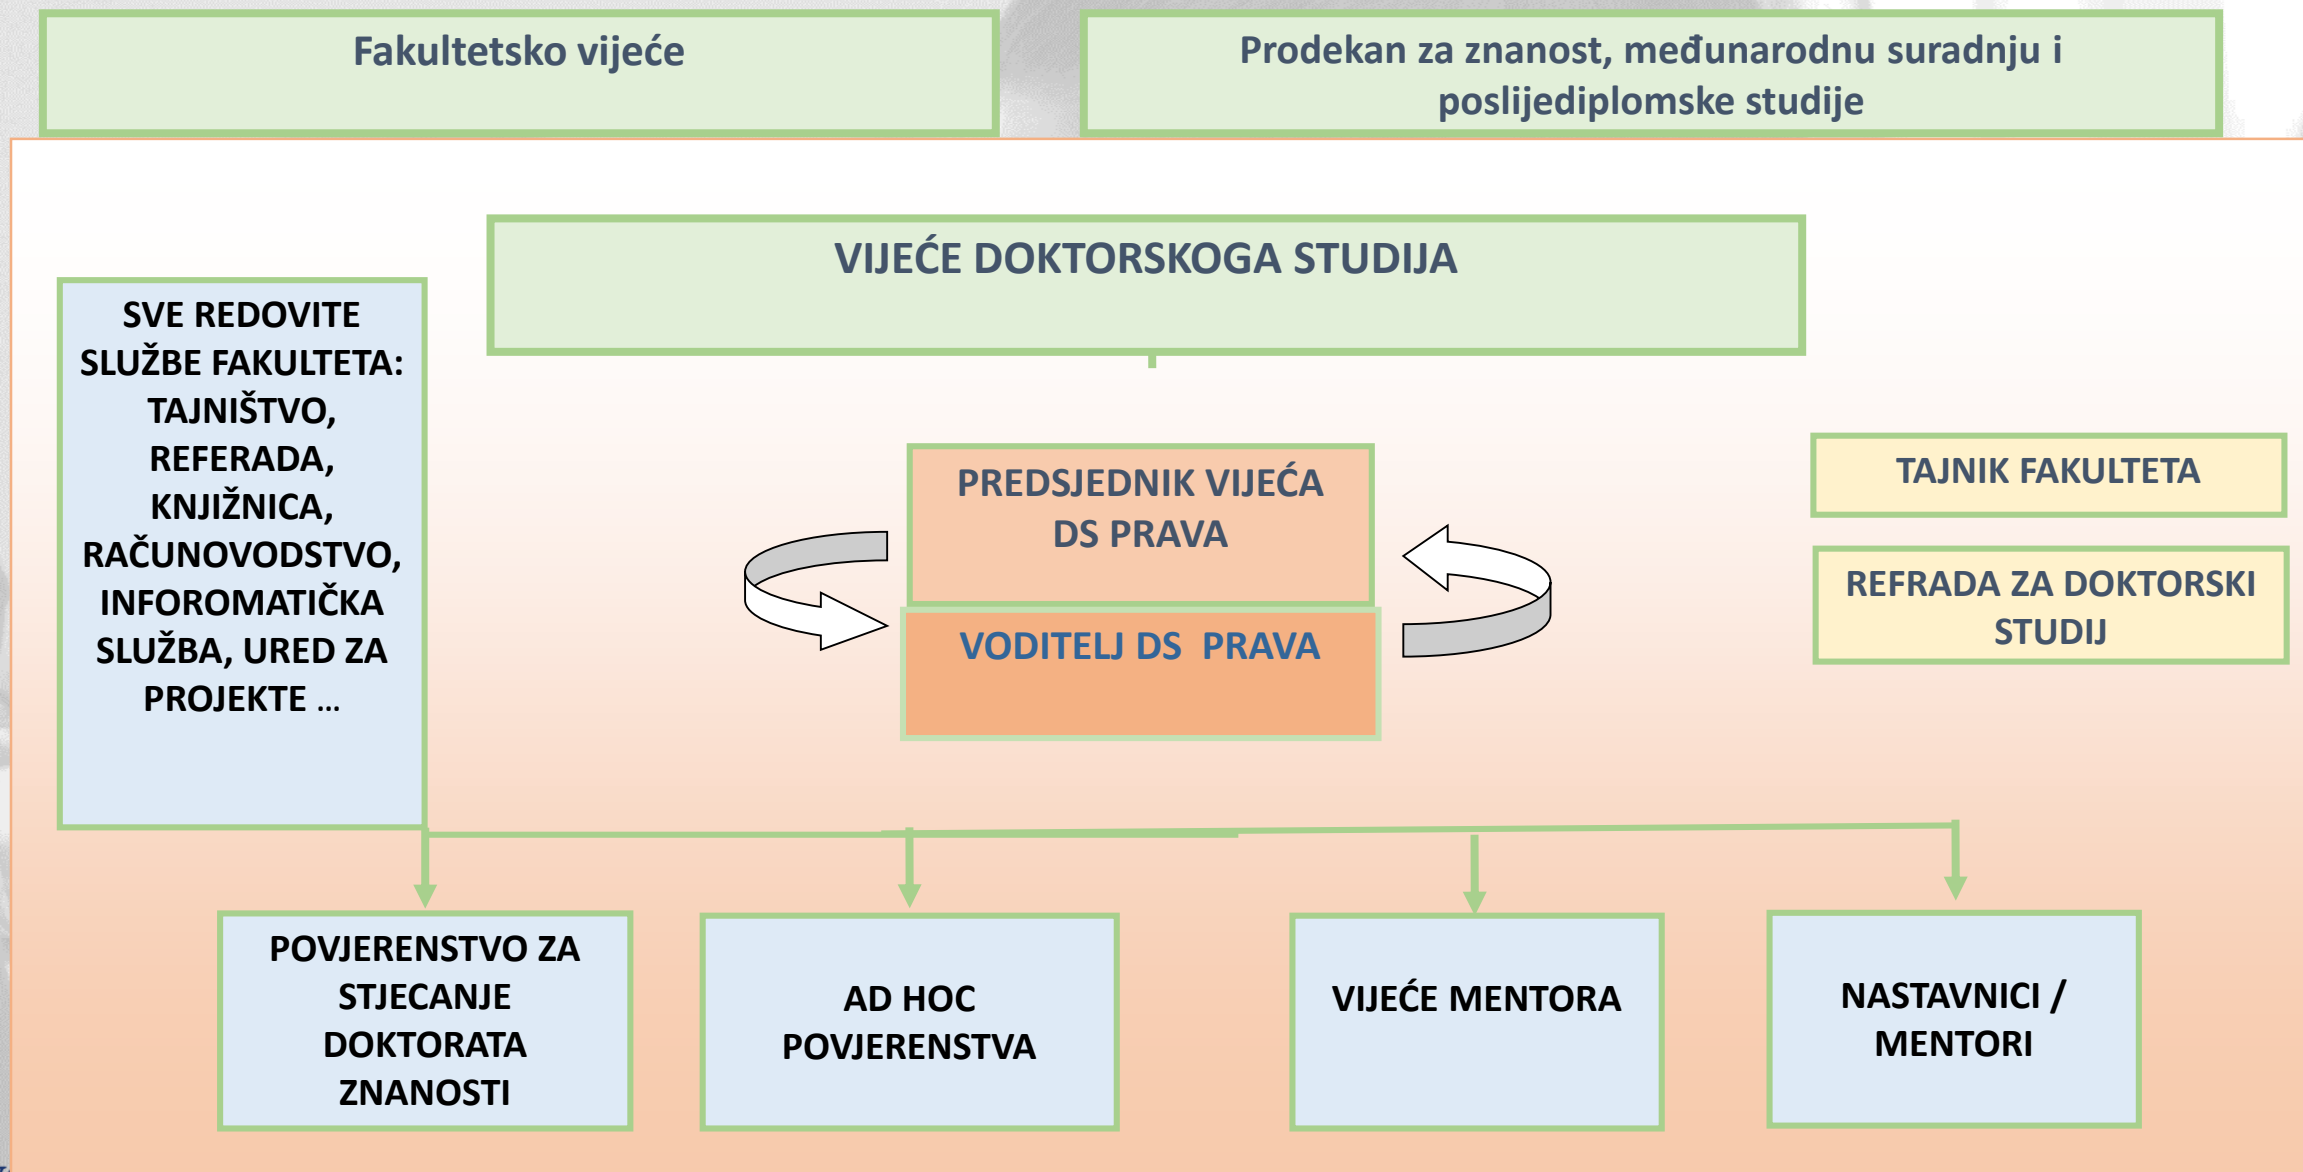 Fakultetsko vijeće
Prodekan za znanost, međunarodnu suradnju i
poslijediplomske studije
VIJEĆE DOKTORSKOGA STUDIJA
SVE REDOVITE
SLUŽBE FAKULTETA:
TAJNIŠTVO,
REFERADA,
KNJIŽNICA,
RAČUNOVODSTVO,
INFOROMATIČKA
SLUŽBA, URED ZA
PROJEKTE ...
PREDSJEDNIK VIJEĆA
DS PRAVA
VODITELJ DS PRAVA
TAJNIK FAKULTETA
REFRADA ZA DOKTORSKI
STUDIJ
POVJERENSTVO ZA
STJECANJE
DOKTORATA
ZNANOSTI
AD HOC
POVJERENSTVA
VIJEĆE MENTORA
NASTAVNICI /
MENTORI